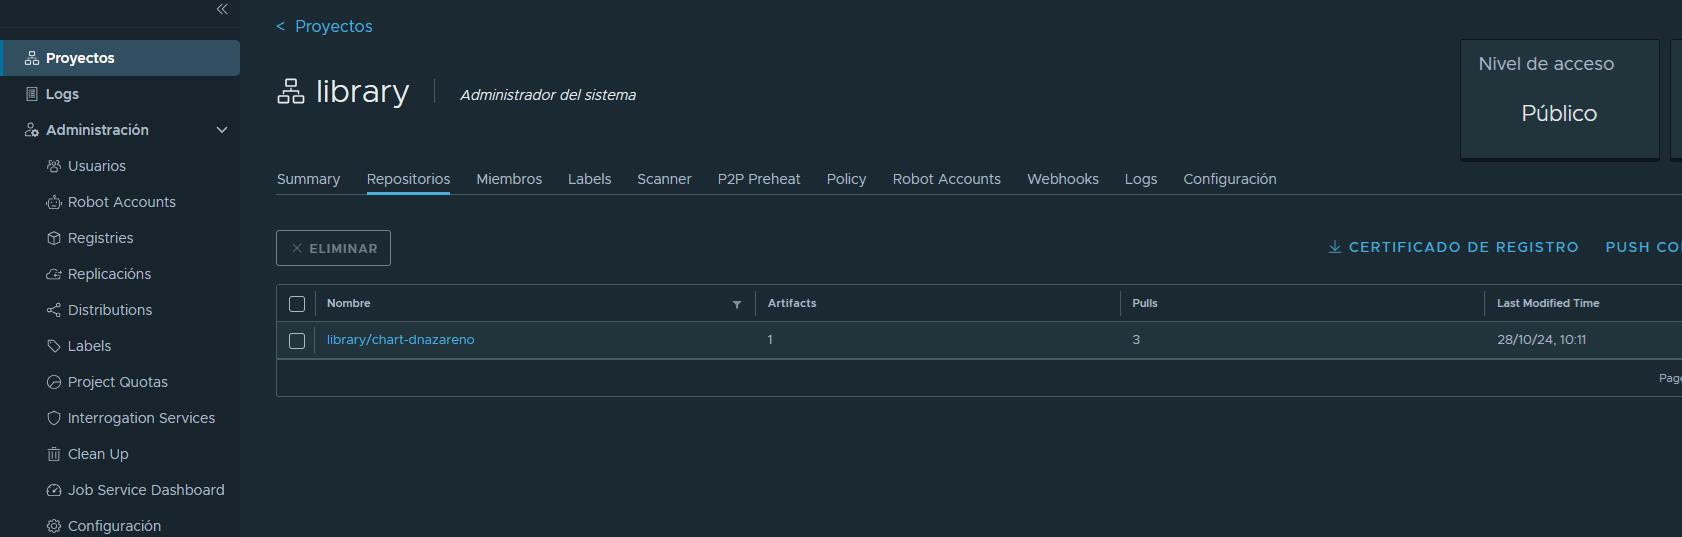 Proyectos
Logs
Administración
Usuarios
Robot Accounts
Registries
Replicacións
Distributions
Labels
Project Quotas
Interrogation Services
Clean Up
Job Service Dashboard
Configuración
< Proyectos
library Administrador del sistema
Nivel de acceso
Público
Summary Repositorios Miembros Labels Scanner P2P Preheat Policy Robot Accounts Webhooks Logs Configuración
ELIMINAR CERTIFICADO DE REGISTRO PUSH
Nombre Artifacts Pulls Last Modified Time
library/chart-dnazareno 1 3 28/10/24, 10:11